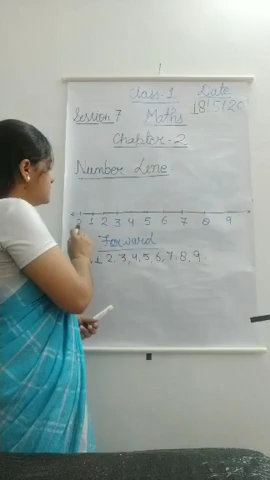 Class-1
Date
Session 7
Maths
18/5/20
Chapter-2
Number Line
0 1 2 3 4 5 6 7 8 9
Forward
1 2, 3, 4, 5, 6, 7, 8, 9